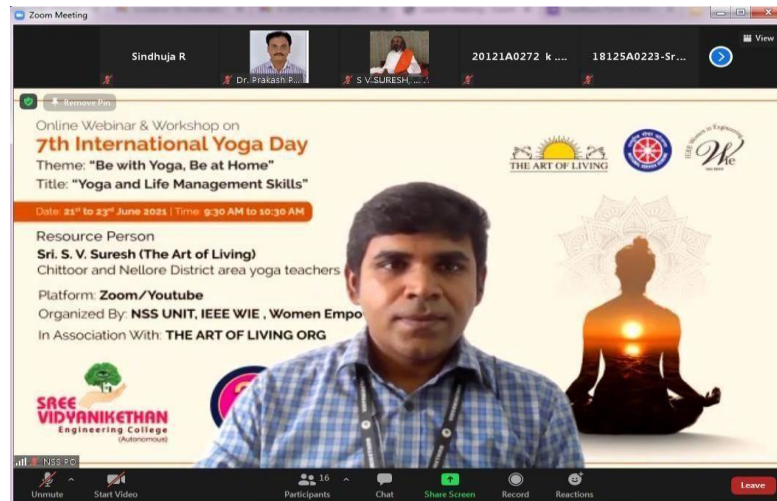 Zoom Meeting
View
Sindhuja R
Dr. Prakash P...
S V.SURESH, ...
20121A0272 k ....
18125A0223-Sr...
Remove Pin
Online Webinar & Workshop on
7th International Yoga Day
Theme: “Be with Yoga, Be at Home”
Title: “Yoga and Life Management Skills”
Date: 21st to 23rd June 2021 | Time: 9:30 AM to 10:30 AM
THE ART OF LIVING
IEEE Women in Engineering
Wie
Resource Person
Sri. S. V. Suresh (The Art of Living)
Chittoor and Nellore District area yoga teachers
Platform: Zoom/Youtube
Organized By: NSS UNIT, IEEE WIE , Women Empo
In Association With: THE ART OF LIVING ORG
SREE
VIDYANIKETHAN
Engineering College
(Autonomous)
NSS PO
Unmute
Start Video
16
Participants
Chat
Share Screen
Record
Reactions
Leave